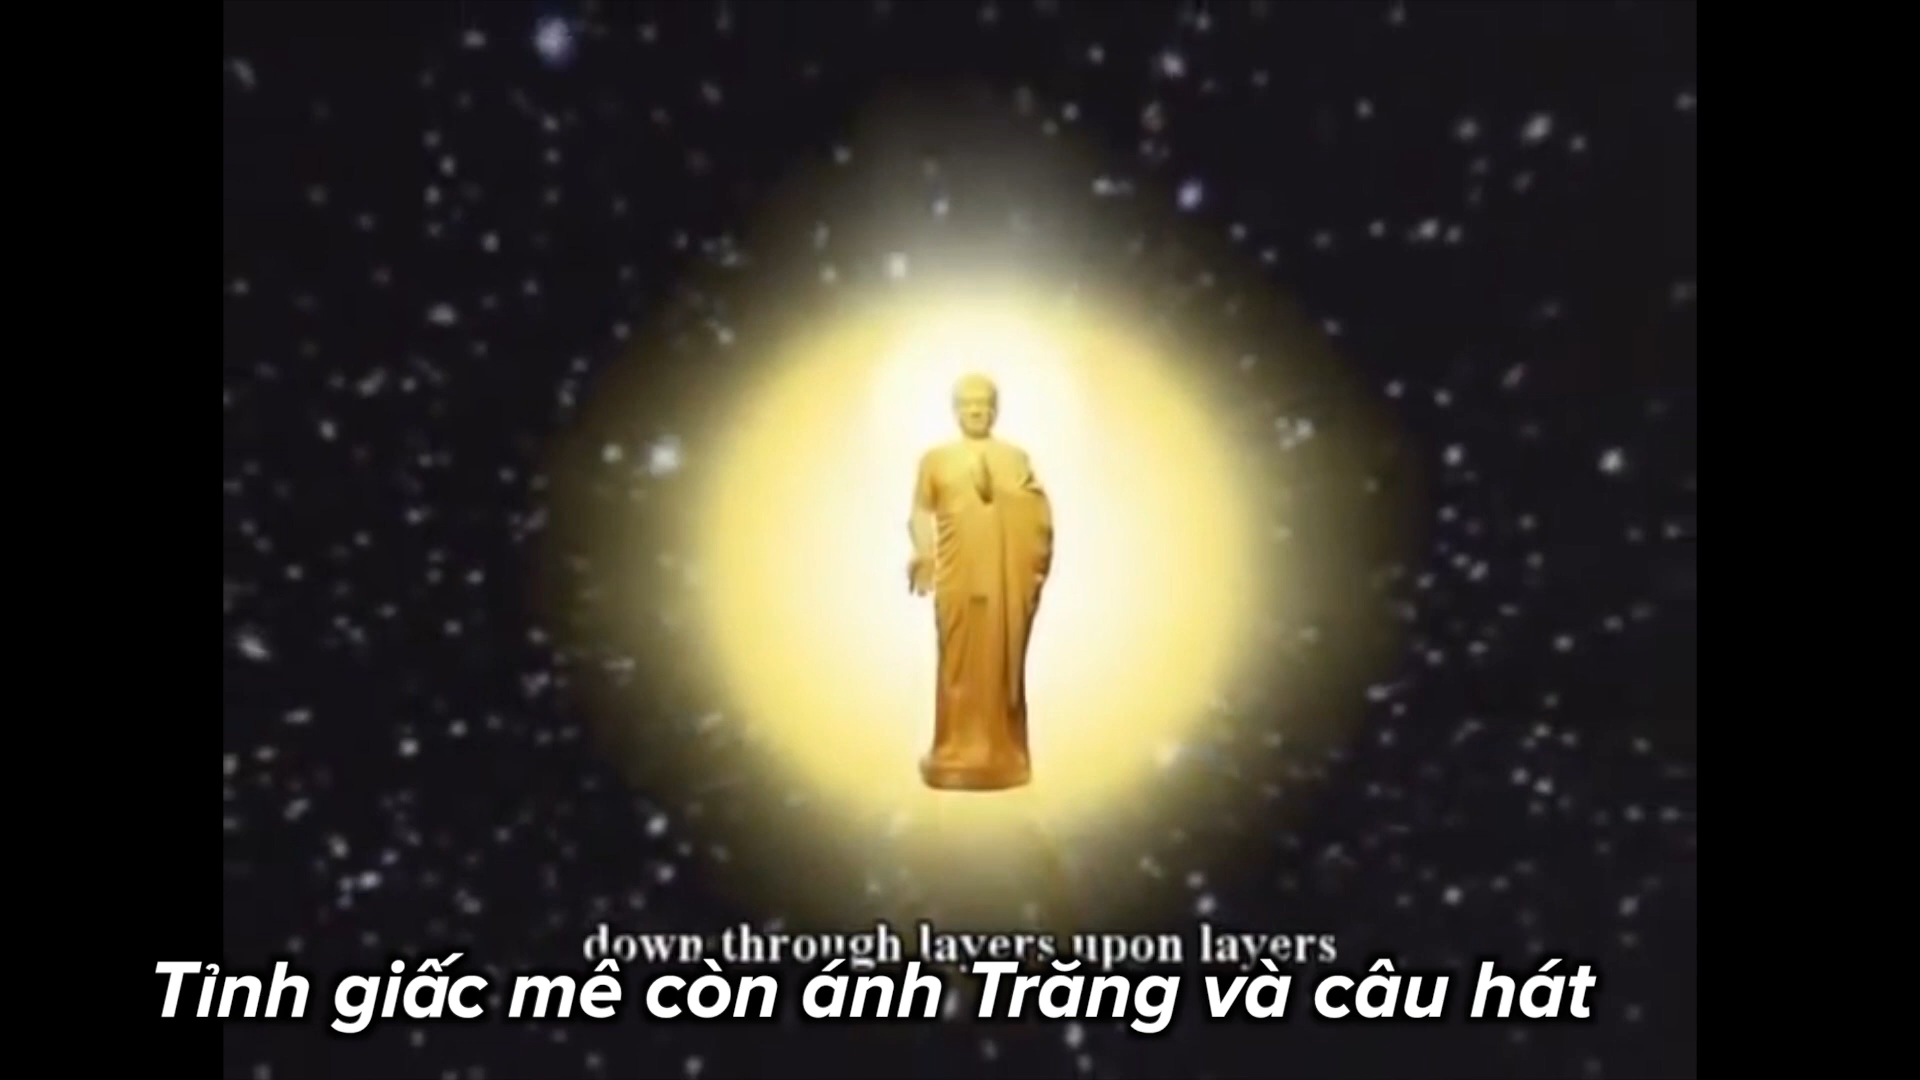 down through layers upon layers
Tỉnh giấc mê còn ánh Trăng và câu hát